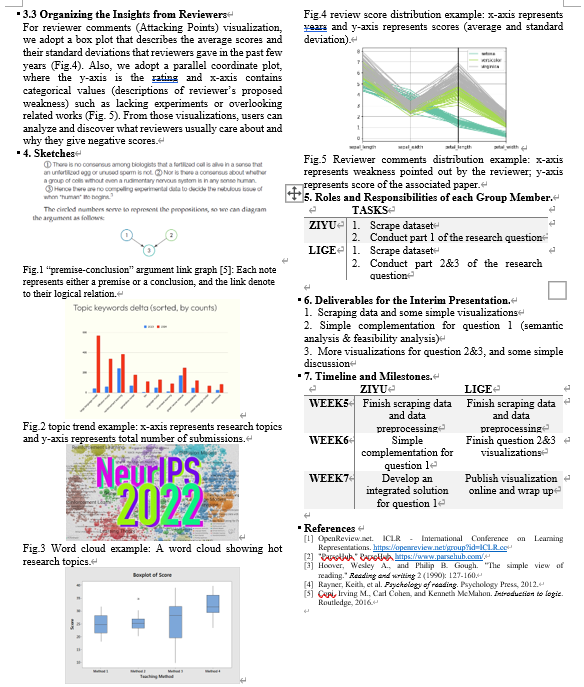 3.3 Organizing the Insights from Reviewers
For reviewer comments (Attacking Points) visualization,
we adopt a box plot that describes the average scores and
their standard deviations that reviewers gave in the past few
years (Fig.4). Also, we adopt a parallel coordinate plot,
where the y-axis is the rating and x-axis contains
categorical values (descriptions of reviewer's proposed
weakness) such as lacking experiments or overlooking
related works (Fig. 5). From those visualizations, users can
analyze and discover what reviewers usually care about and
why they give negative scores.
4. Sketches
① There is no consensus among biologists that a fertilized cell is alive in a sense that
an unfertilized egg or unused sperm is not. ② Nor is there a consensus about whether
a group of cells without even a rudimentary nervous system is in any sense human.
③ Hence there are no compelling experimental data to decide the nebulous issue of
when "human" life begins.
The circled numbers serve to represent the propositions, so we can diagram
the argument as follows:
1 2
3
Fig.1 “premise-conclusion” argument link graph [5]: Each note
represents either a premise or a conclusion, and the link denote
to their logical relation.
Topic keywords delta (sorted, by counts)
Fig.2 topic trend example: x-axis represents research topics
and y-axis represents total number of submissions.
NeurIPS
2022
Fig.3 Word cloud example: A word cloud showing hot
research topics.
Boxplot of Score
Score
Method 1 Method 2 Method 3 Method 4
Teaching Method
Fig.4 review score distribution example: x-axis represents
years and y-axis represents scores (average and standard
deviation).
setosa
versicolor
virginica
sepal_length sepal_width petal_length petal_width
Fig.5 Reviewer comments distribution example: x-axis
represents weakness pointed out by the reviewer; y-axis
represents score of the associated paper.
5. Roles and Responsibilities of each Group Member.
TASKS
ZIYU 1. Scrape dataset
2. Conduct part 1 of the research question
LIGE 1. Scrape dataset
2. Conduct part 2&3 of the research
question
6. Deliverables for the Interim Presentation.
1. Scraping data and some simple visualizations
2. Simple complementation for question 1 (semantic
analysis & feasibility analysis)
3. More visualizations for question 2&3, and some simple
discussion
7. Timeline and Milestones.
ZIYU LIGE
WEEK5 Finish scraping data Finish scraping data
and data and data
preprocessing preprocessing
WEEK6 Simple Finish question 2&3
complementation for visualizations
question 1
WEEK7 Develop an Publish visualization
integrated solution online and wrap up
for question 1
References
[1] OpenReview.net. ICLR - International Conference on Learning
Representations. https://openreview.net/group?id=ICLR.cc
[2] "ParseHub." ParseHub, https://www.parsehub.com/.
[3] Hoover, Wesley A., and Philip B. Gough. "The simple view of
reading." Reading and writing 2 (1990): 127-160.
[4] Rayner, Keith, et al. Psychology of reading. Psychology Press, 2012.
[5] Copi, Irving M., Carl Cohen, and Kenneth McMahon. Introduction to logic.
Routledge, 2016.